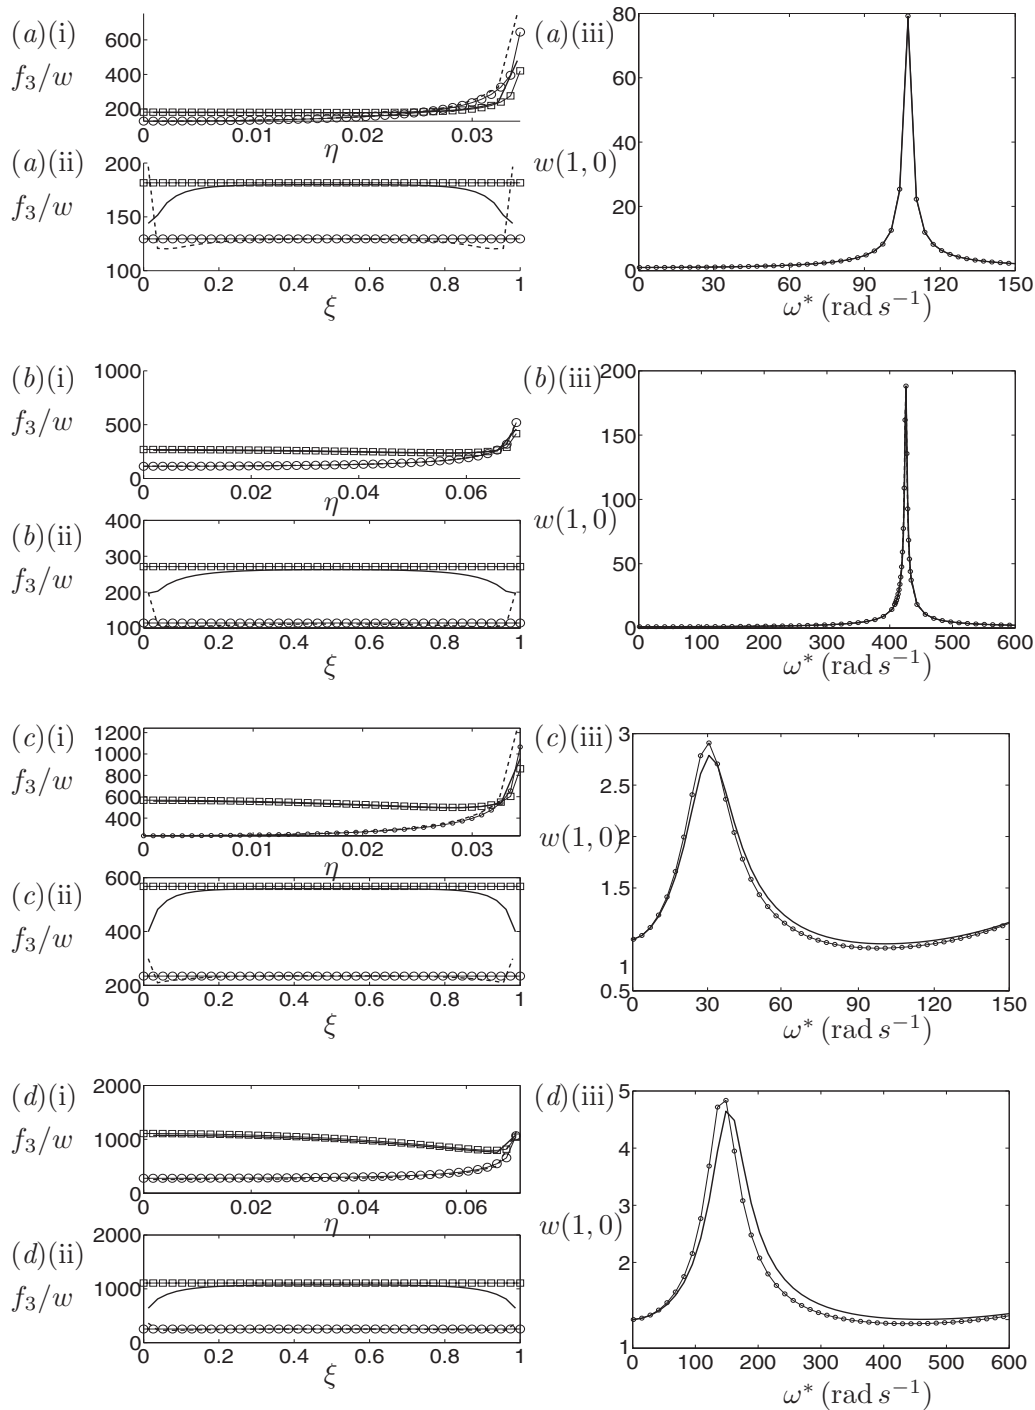 (a)(i)
f3/w
600
400
200
0 0.01 0.02 0.03
η
(a)(ii)
f3/w
200
150
100
0 0.2 0.4 0.6 0.8 1
ξ
(a)(iii)
w(1,0)
80
60
40
20
0
0 30 60 90 120 150
ω* (rad s−1)
(b)(i)
f3/w
1000
500
0
0 0.02 0.04 0.06
η
(b)(ii)
f3/w
400
300
200
100
0 0.2 0.4 0.6 0.8 1
ξ
(b)(iii)
w(1,0)
200
150
100
50
0
0 100 200 300 400 500 600
ω* (rad s−1)
(c)(i)
f3/w
1200
1000
800
600
400
0 0.01 0.02 0.03
η
(c)(ii)
f3/w
600
400
200
0 0.2 0.4 0.6 0.8 1
ξ
(c)(iii)
w(1,0)
3
2.5
2
1.5
1
0.5
0 30 60 90 120 150
ω* (rad s−1)
(d)(i)
f3/w
2000
1000
0
0 0.02 0.04 0.06
η
(d)(ii)
f3/w
2000
1000
0
0 0.2 0.4 0.6 0.8 1
ξ
(d)(iii)
w(1,0)
5
4
3
2
1
0 100 200 300 400 500 600
ω* (rad s−1)